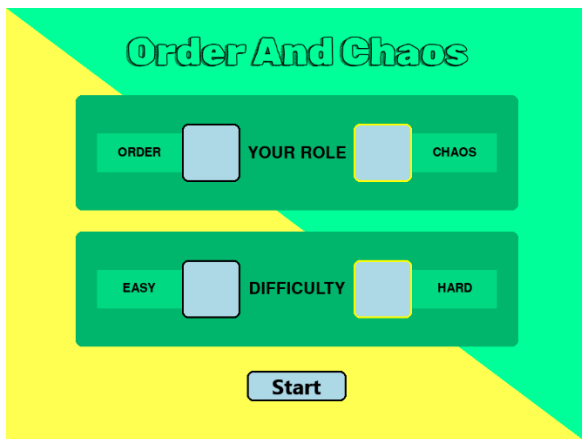 Order And Chaos
ORDER YOUR ROLE CHAOS
EASY DIFFICULTY HARD
Start